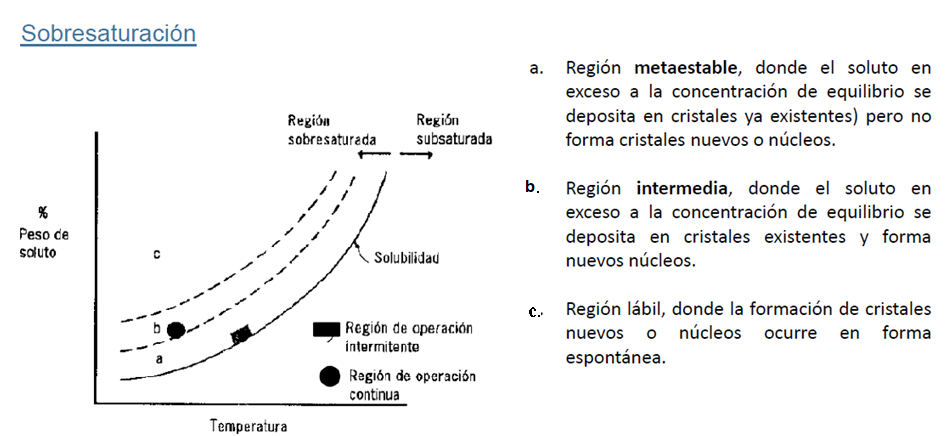 Sobresaturación
Región
sobresaturada
Región
subsaturada
%
Peso de
soluto
c
Solubilidad
b
a
Región de operación
intermitente
Región de operación
continua
Temperatura
a. Región metaestable, donde el soluto en
exceso a la concentración de equilibrio se
deposita en cristales ya existentes) pero no
forma cristales nuevos o núcleos.
b. Región intermedia, donde el soluto en
exceso a la concentración de equilibrio se
deposita en cristales existentes y forma
nuevos núcleos.
c. Región lábil, donde la formación de cristales
nuevos o núcleos ocurre en forma
espontánea.